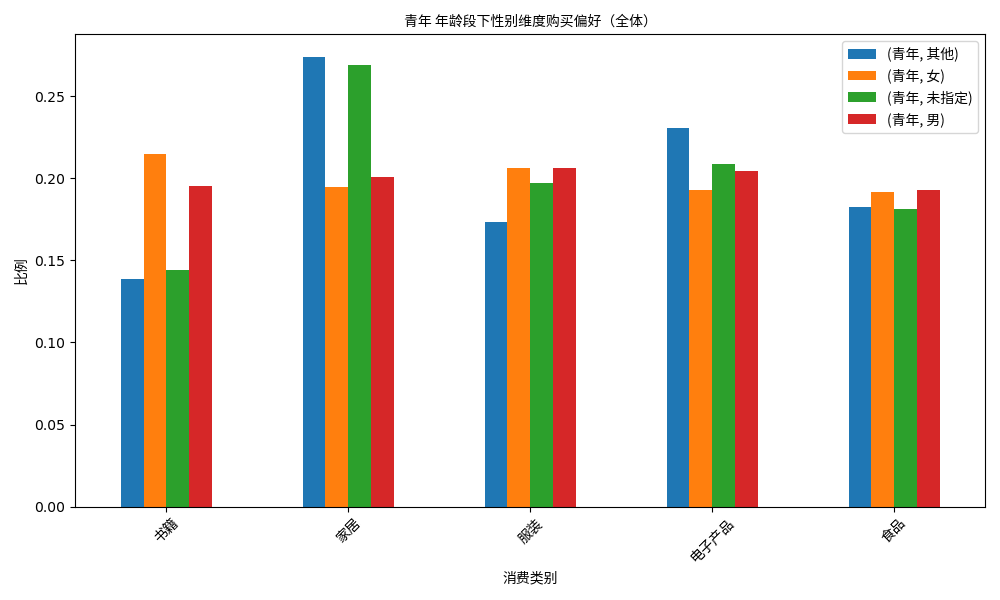 青年 年龄段下性别维度购买偏好（全体）
(青年, 其他)
(青年, 女)
(青年, 未指定)
(青年, 男)
比例
0.25
0.20
0.15
0.10
0.05
0.00
书籍
家居
服装
电子产品
食品
消费类别